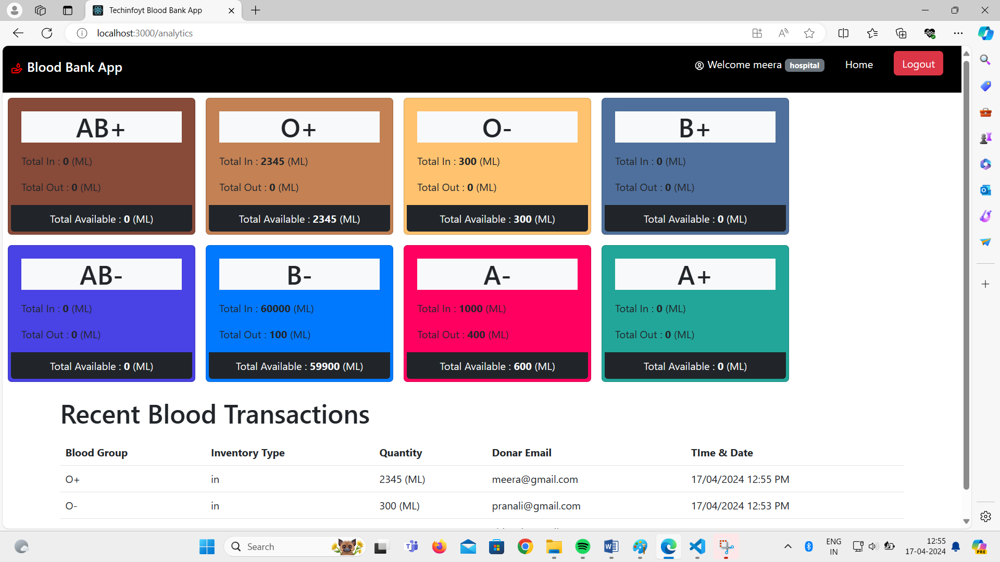 Techinfoyt Blood Bank App
localhost:3000/analytics
Blood Bank App
Welcome meera hospital Home Logout
AB+ O+ O- B+
Total In : 0 (ML) Total In : 2345 (ML) Total In : 300 (ML) Total In : 0 (ML)
Total Out : 0 (ML) Total Out : 0 (ML) Total Out : 0 (ML) Total Out : 0 (ML)
Total Available : 0 (ML) Total Available : 2345 (ML) Total Available : 300 (ML) Total Available : 0 (ML)
AB- B- A- A+
Total In : 0 (ML) Total In : 60000 (ML) Total In : 1000 (ML) Total In : 0 (ML)
Total Out : 0 (ML) Total Out : 100 (ML) Total Out : 400 (ML) Total Out : 0 (ML)
Total Available : 0 (ML) Total Available : 59900 (ML) Total Available : 600 (ML) Total Available : 0 (ML)
Recent Blood Transactions
Blood Group Inventory Type Quantity Donar Email TIme & Date
O+ in 2345 (ML) meera@gmail.com 17/04/2024 12:55 PM
O- in 300 (ML) pranali@gmail.com 17/04/2024 12:53 PM
Search
ENG
IN
12:55
17-04-2024
PRE